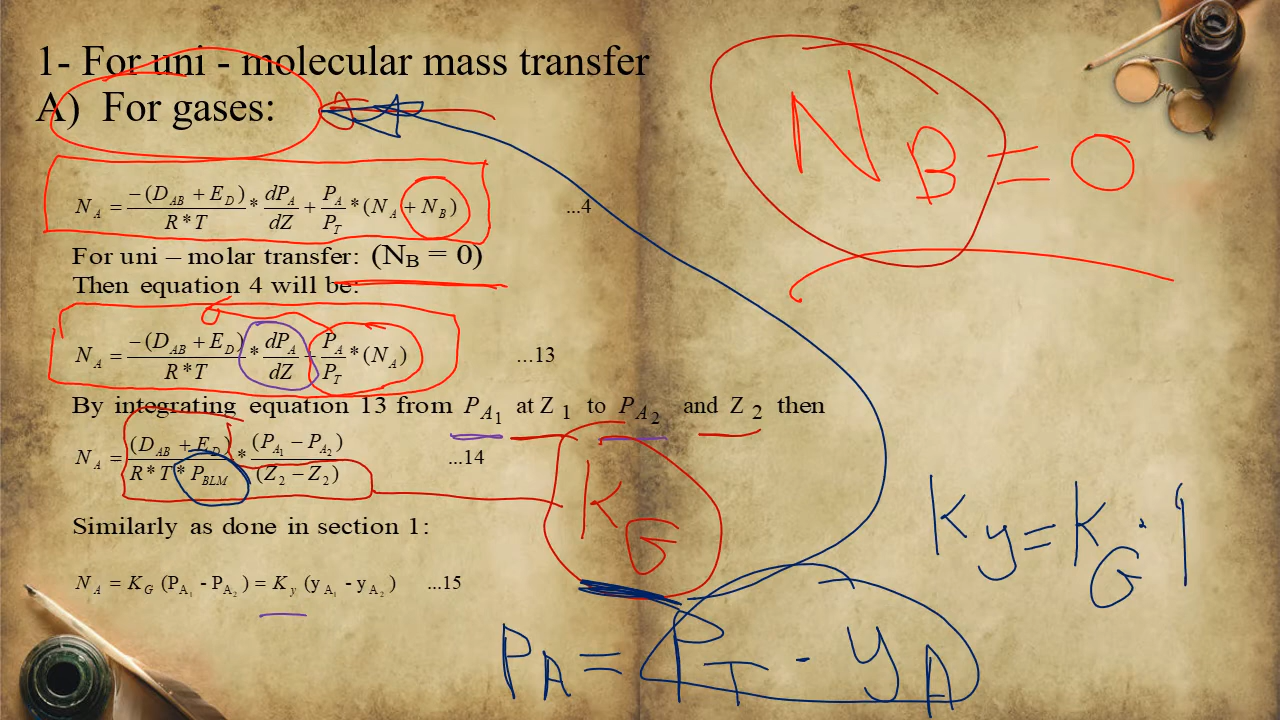 1- For uni - molecular mass transfer
A) For gases:
N_A = -(D_AB + E_D)/(R*T) * dP_A/dZ + P_A/P_T * (N_A + N_B) ...4
For uni – molar transfer: (N_B = 0)
Then equation 4 will be:
N_A = -(D_AB + E_D)/(R*T) * dP_A/dZ + P_A/P_T * (N_A) ...13
By integrating equation 13 from P_A1 at Z 1 to P_A2 and Z 2 then
N_A = (D_AB + E_D)/(R*T*P_BLM) * (P_A1 − P_A2)/(Z_2 − Z_2) ...14
Similarly as done in section 1:
N_A = K_G (P_A1 - P_A2) = K_y (y_A1 - y_A2) ...15
N_B = 0
K_G
Ky = K_G .
P_A = P_T . y_A